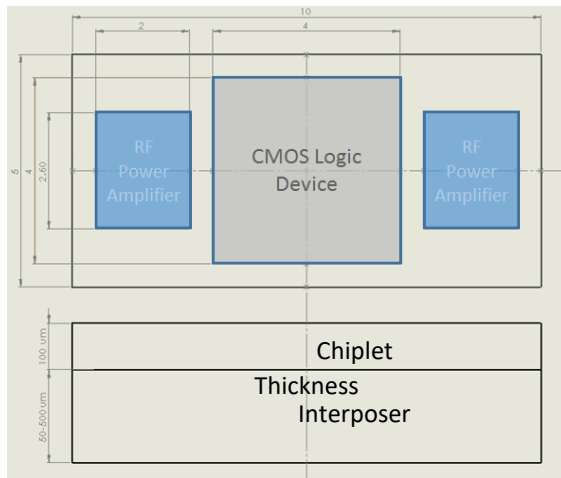 10
2
4
5
4
2.60
RF
Power
Amplifier
CMOS Logic
Device
RF
Power
Amplifier
100 um
Chiplet
Thickness
Interposer
50-500 um